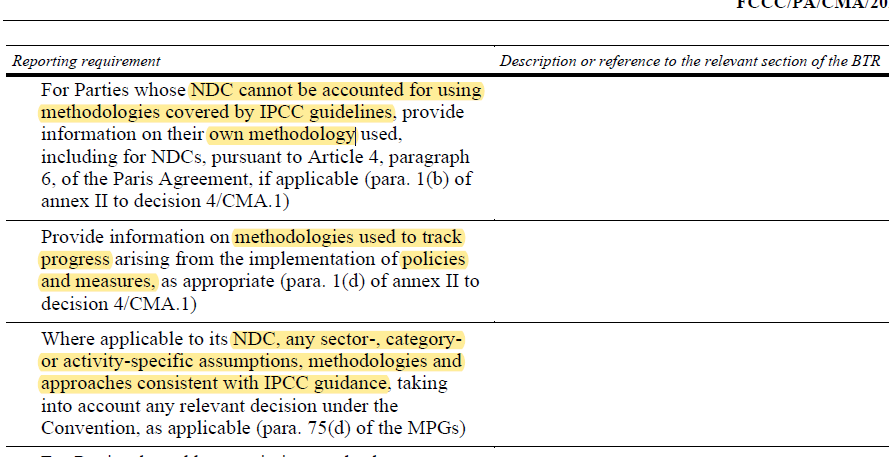 FCCC/PA/CMA/20
Reporting requirement Description or reference to the relevant section of the BTR
For Parties whose NDC cannot be accounted for using
methodologies covered by IPCC guidelines, provide
information on their own methodology used,
including for NDCs, pursuant to Article 4, paragraph
6, of the Paris Agreement, if applicable (para. 1(b) of
annex II to decision 4/CMA.1)
Provide information on methodologies used to track
progress arising from the implementation of policies
and measures, as appropriate (para. 1(d) of annex II to
decision 4/CMA.1)
Where applicable to its NDC, any sector-, category-
or activity-specific assumptions, methodologies and
approaches consistent with IPCC guidance, taking
into account any relevant decision under the
Convention, as applicable (para. 75(d) of the MPGs)